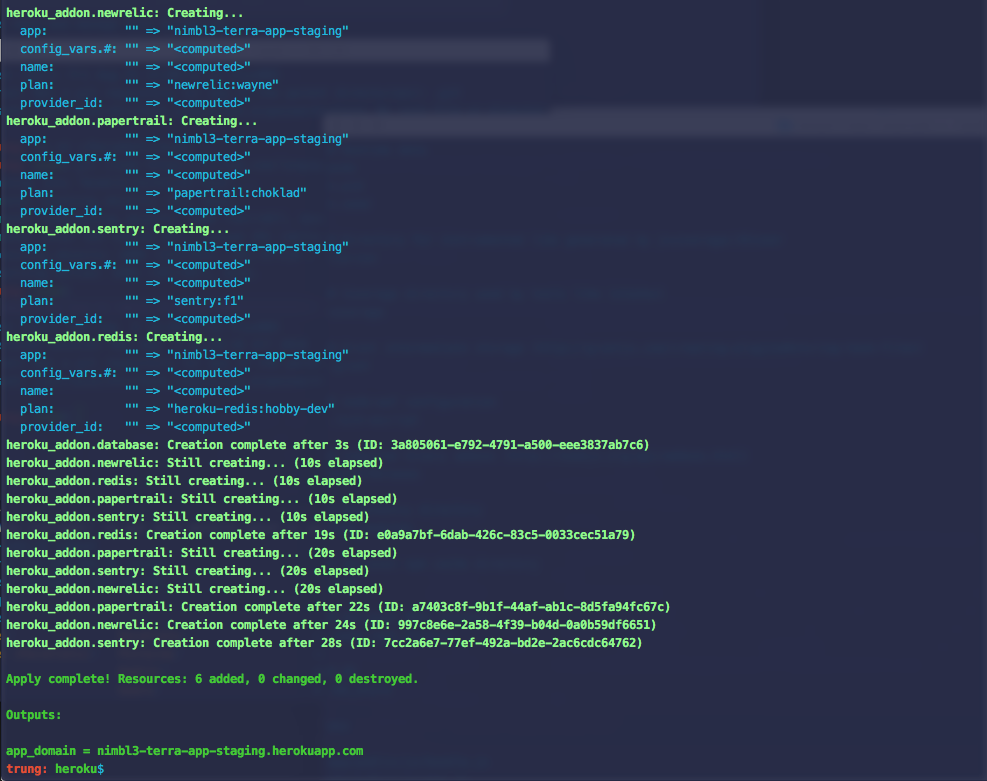 heroku_addon.newrelic: Creating...
  app:           "" => "nimbl3-terra-app-staging"
  config_vars.#: "" => "<computed>"
  name:          "" => "<computed>"
  plan:          "" => "newrelic:wayne"
  provider_id:   "" => "<computed>"
heroku_addon.papertrail: Creating...
  app:           "" => "nimbl3-terra-app-staging"
  config_vars.#: "" => "<computed>"
  name:          "" => "<computed>"
  plan:          "" => "papertrail:choklad"
  provider_id:   "" => "<computed>"
heroku_addon.sentry: Creating...
  app:           "" => "nimbl3-terra-app-staging"
  config_vars.#: "" => "<computed>"
  name:          "" => "<computed>"
  plan:          "" => "sentry:f1"
  provider_id:   "" => "<computed>"
heroku_addon.redis: Creating...
  app:           "" => "nimbl3-terra-app-staging"
  config_vars.#: "" => "<computed>"
  name:          "" => "<computed>"
  plan:          "" => "heroku-redis:hobby-dev"
  provider_id:   "" => "<computed>"
heroku_addon.database: Creation complete after 3s (ID: 3a805061-e792-4791-a500-eee3837ab7c6)
heroku_addon.newrelic: Still creating... (10s elapsed)
heroku_addon.redis: Still creating... (10s elapsed)
heroku_addon.papertrail: Still creating... (10s elapsed)
heroku_addon.sentry: Still creating... (10s elapsed)
heroku_addon.redis: Creation complete after 19s (ID: e0a9a7bf-6dab-426c-83c5-0033cec51a79)
heroku_addon.papertrail: Still creating... (20s elapsed)
heroku_addon.sentry: Still creating... (20s elapsed)
heroku_addon.newrelic: Still creating... (20s elapsed)
heroku_addon.papertrail: Creation complete after 22s (ID: a7403c8f-9b1f-44af-ab1c-8d5fa94fc67c)
heroku_addon.newrelic: Creation complete after 24s (ID: 997c8e6e-2a58-4f39-b04d-0a0b59df6651)
heroku_addon.sentry: Creation complete after 28s (ID: 7cc2a6e7-77ef-492a-bd2e-2ac6cdc64762)
Apply complete! Resources: 6 added, 0 changed, 0 destroyed.
Outputs:
app_domain = nimbl3-terra-app-staging.herokuapp.com
trung: heroku$